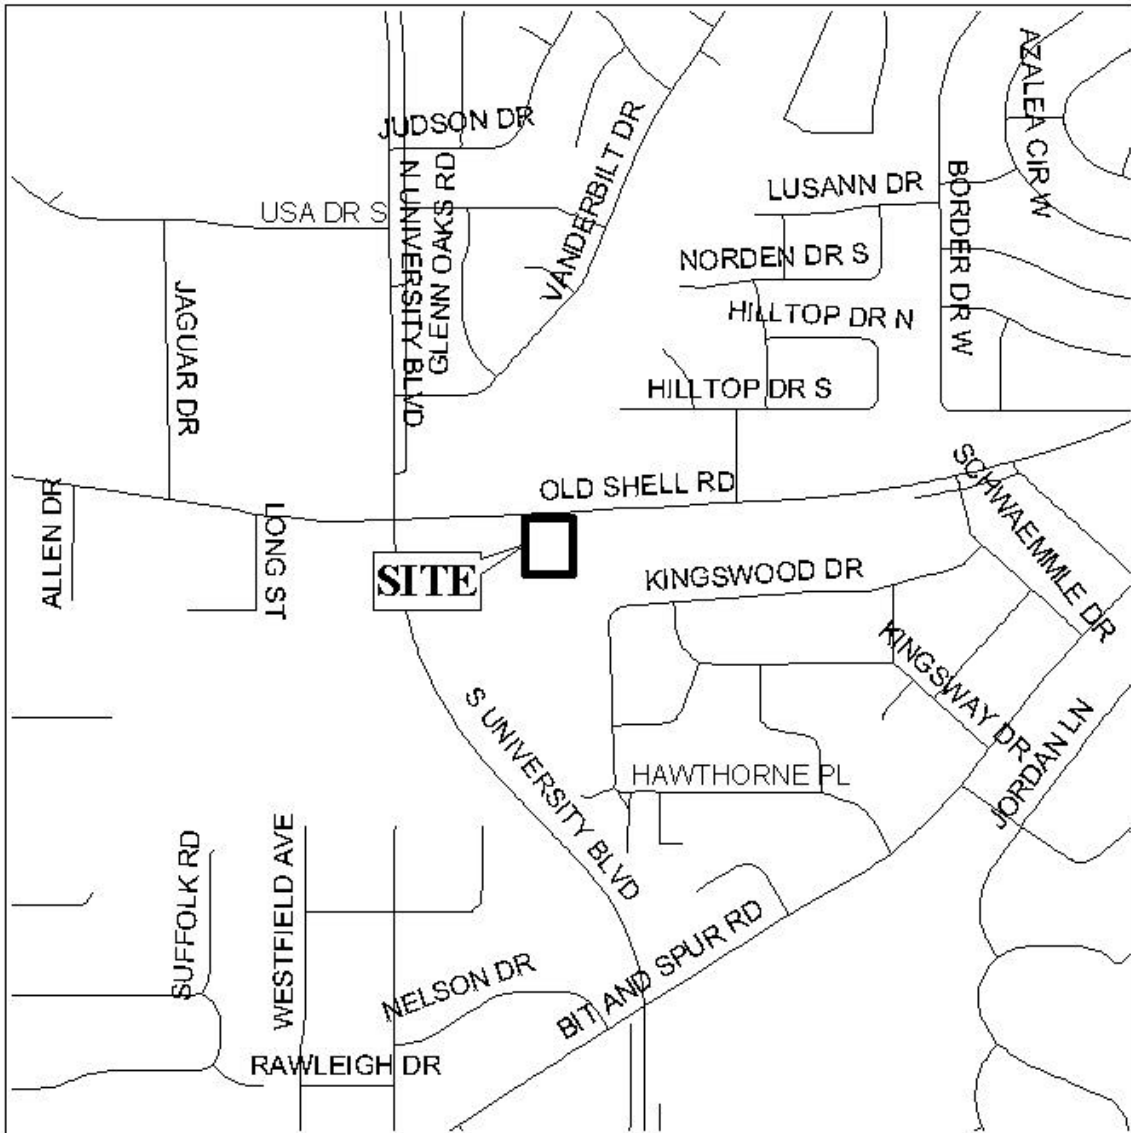 AZALEA CIR W
JUDSON DR
N UNIVERSITY BLVD
GLENN OAKS RD
VANDERBILT DR
LUSANN DR
BORDER DR W
USA DR S
NORDEN DR S
JAGUAR DR
HILLTOP DR N
HILLTOP DR S
OLD SHELL RD
SCHWAEMMLE DR
ALLEN DR
LONG ST
SITE
KINGSWOOD DR
KINGSWAY DR
S UNIVERSITY BLVD
JORDAN LN
HAWTHORNE PL
SUFFOLK RD
WESTFIELD AVE
NELSON DR
BIT AND SPUR RD
RAWLEIGH DR